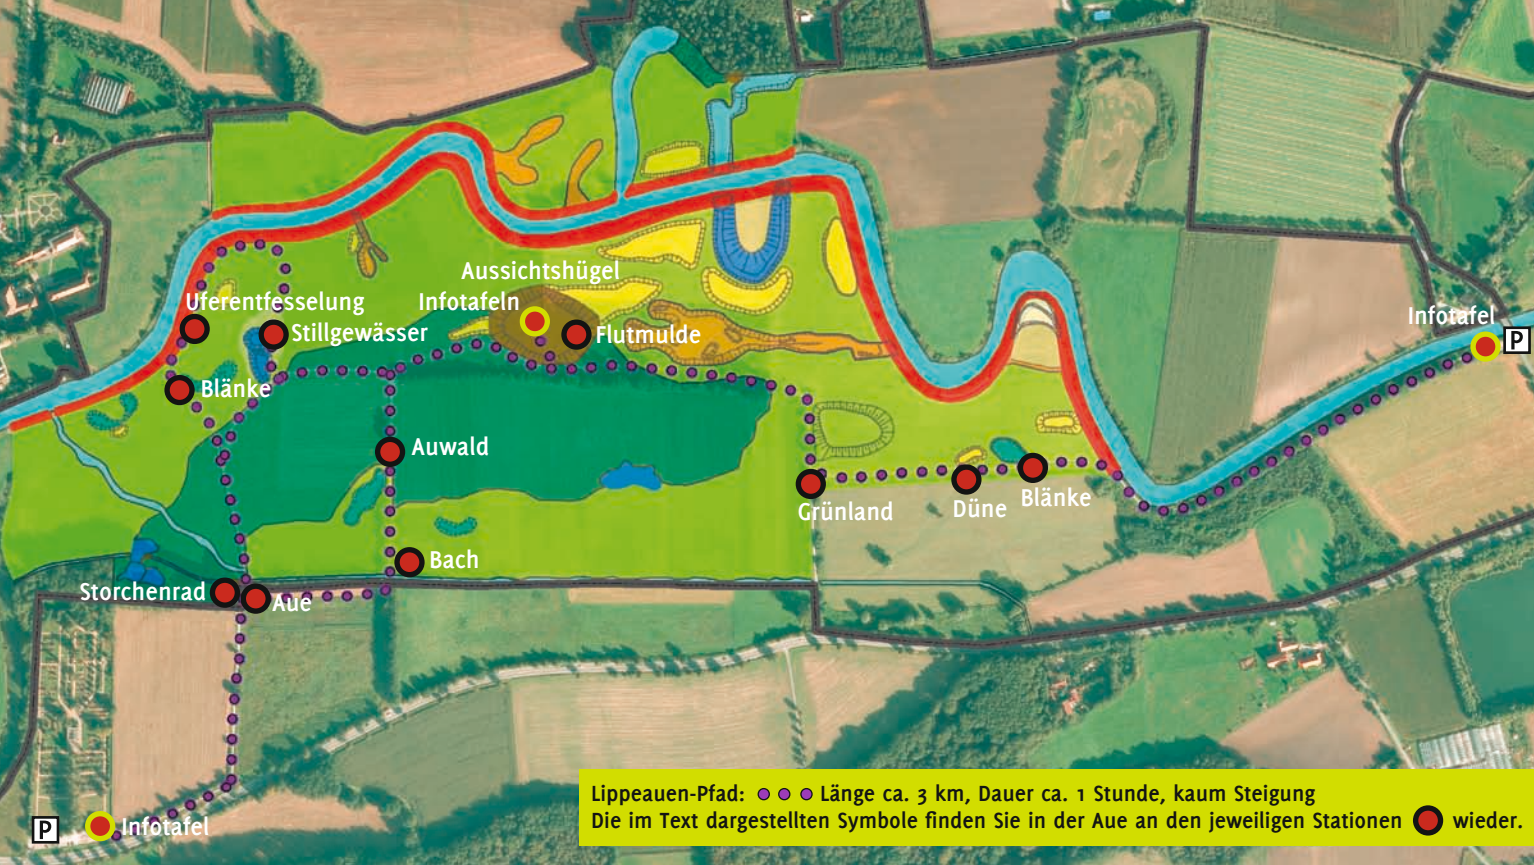 Aussichtshügel
Infotafeln
Uferentfesselung
Stillgewässer
Flutmulde
Infotafel
P
Blänke
Auwald
Grünland
Düne
Blänke
Bach
Storchenrad
Aue
P
Infotafel
Lippeauen-Pfad: Länge ca. 3 km, Dauer ca. 1 Stunde, kaum Steigung
Die im Text dargestellten Symbole finden Sie in der Aue an den jeweiligen Stationen wieder.